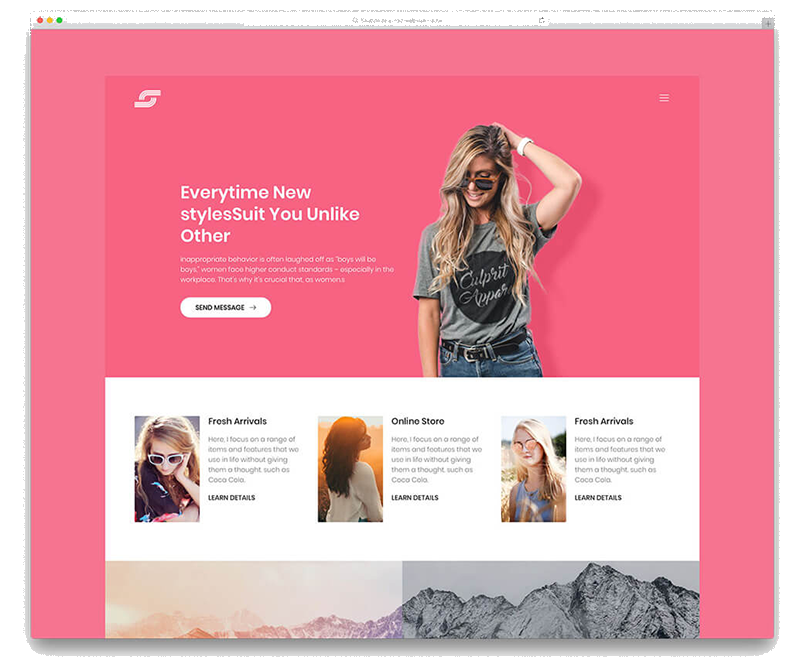 Everytime New
stylesSuit You Unlike
Other
inappropriate behavior is often laughed off as "boys will be
boys," women face higher conduct standards – especially in the
workplace. That's why it's crucial that, as women.s
SEND MESSAGE →
Culprit
Appar
Fresh Arrivals
Here, I focus on a range of
items and features that we
use in life without giving
them a thought. such as
Coca Cola.
LEARN DETAILS
Online Store
Here, I focus on a range of
items and features that we
use in life without giving
them a thought. such as
Coca Cola.
LEARN DETAILS
Fresh Arrivals
Here, I focus on a range of
items and features that we
use in life without giving
them a thought. such as
Coca Cola.
LEARN DETAILS